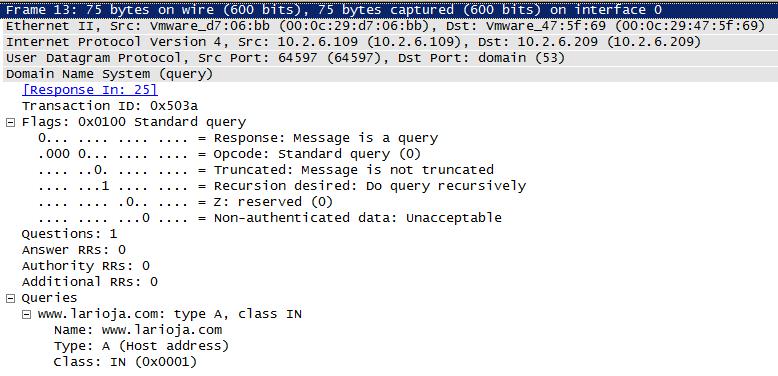 Frame 13: 75 bytes on wire (600 bits), 75 bytes captured (600 bits) on interface 0
Ethernet II, Src: Vmware_d7:06:bb (00:0c:29:d7:06:bb), Dst: Vmware_47:5f:69 (00:0c:29:47:5f:69)
Internet Protocol Version 4, Src: 10.2.6.109 (10.2.6.109), Dst: 10.2.6.209 (10.2.6.209)
User Datagram Protocol, Src Port: 64597 (64597), Dst Port: domain (53)
Domain Name System (query)
[Response In: 25]
Transaction ID: 0x503a
Flags: 0x0100 Standard query
0... .... .... .... = Response: Message is a query
.000 0... .... .... = Opcode: Standard query (0)
.... ..0. .... .... = Truncated: Message is not truncated
.... ...1 .... .... = Recursion desired: Do query recursively
.... .... .0.. .... = Z: reserved (0)
.... .... ...0 .... = Non-authenticated data: Unacceptable
Questions: 1
Answer RRs: 0
Authority RRs: 0
Additional RRs: 0
Queries
www.larioja.com: type A, class IN
Name: www.larioja.com
Type: A (Host address)
Class: IN (0x0001)